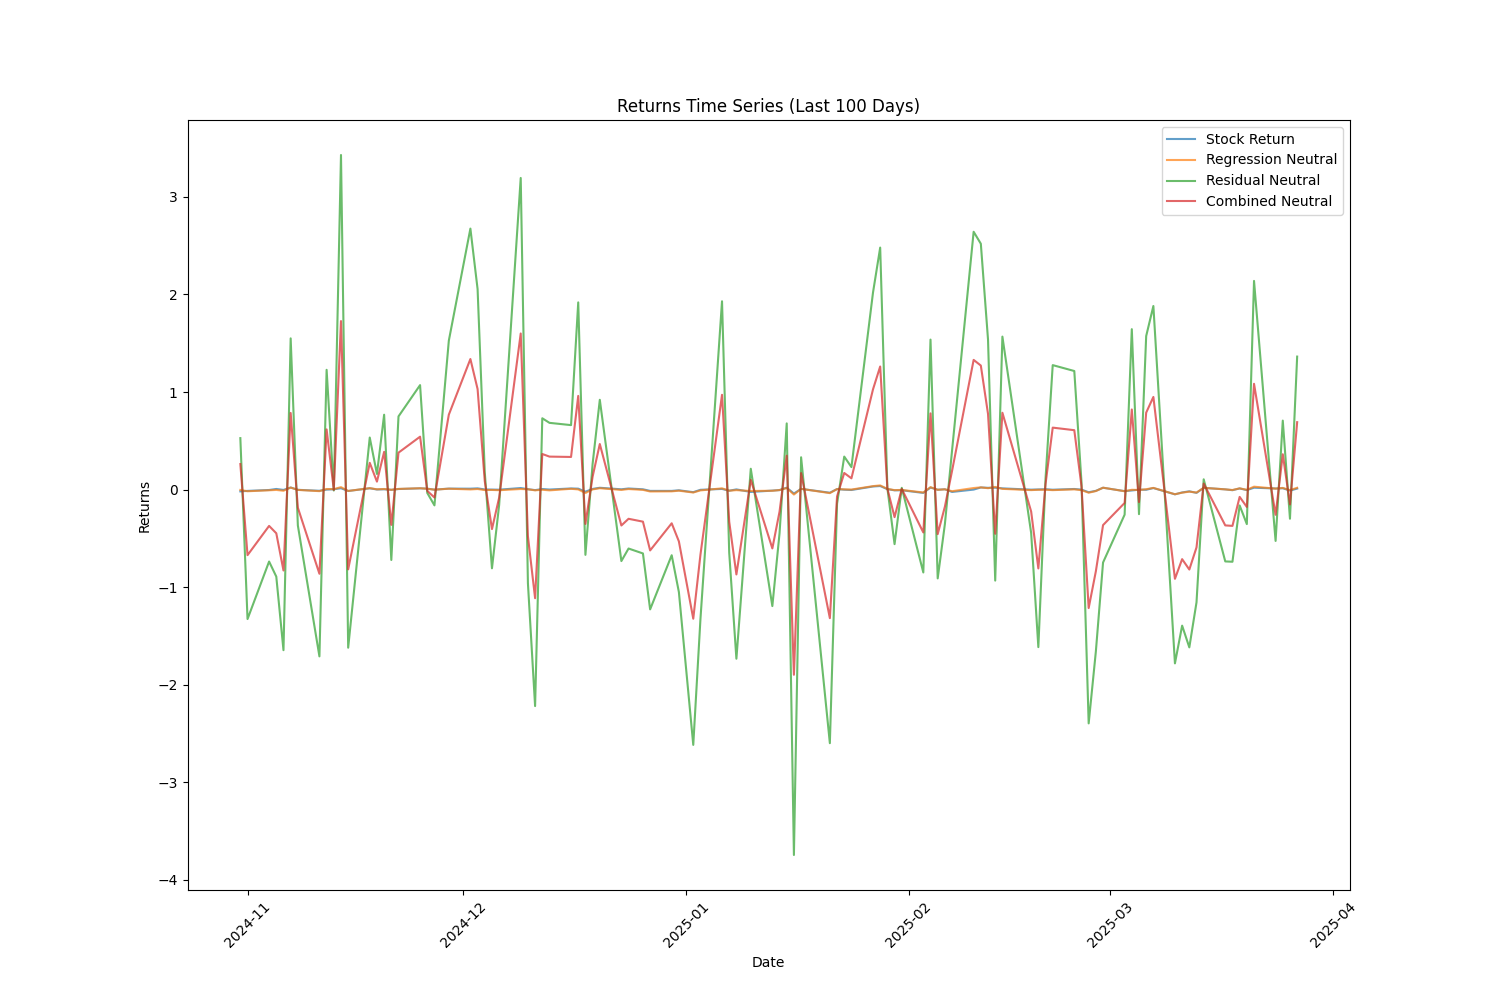 Returns Time Series (Last 100 Days)
Stock Return
Regression Neutral
Residual Neutral
Combined Neutral
3
2
1
0
−1
−2
−3
−4
Returns
2024-11
2024-12
2025-01
2025-02
2025-03
2025-04
Date